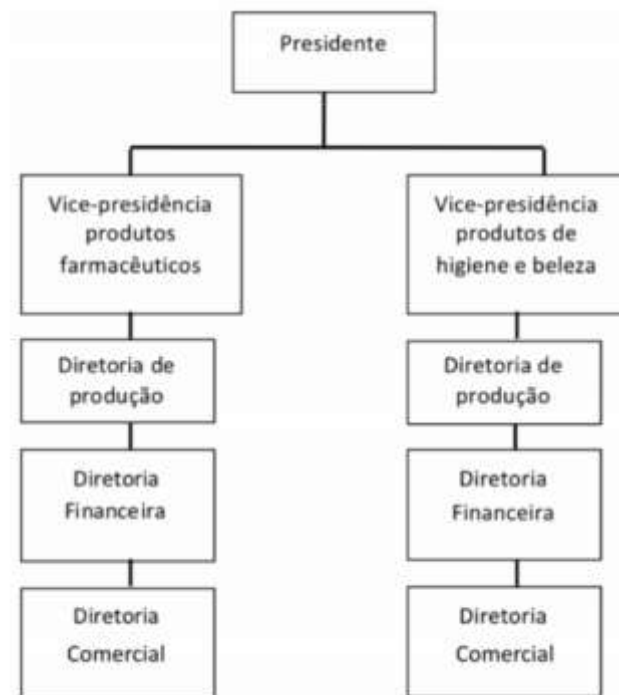 Presidente
Vice-presidência
produtos
farmacêuticos
Vice-presidência
produtos de
higiene e beleza
Diretoria de
produção
Diretoria de
produção
Diretoria
Financeira
Diretoria
Financeira
Diretoria
Comercial
Diretoria
Comercial